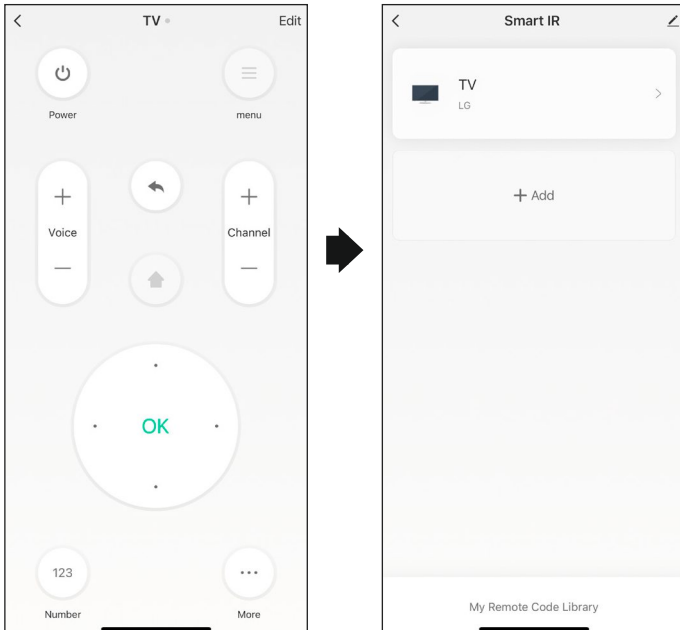 TV
Edit
Power
menu
+
+
Voice
Channel
—
—
OK
123
...
Number
More
Smart IR
TV
LG
+ Add
My Remote Code Library